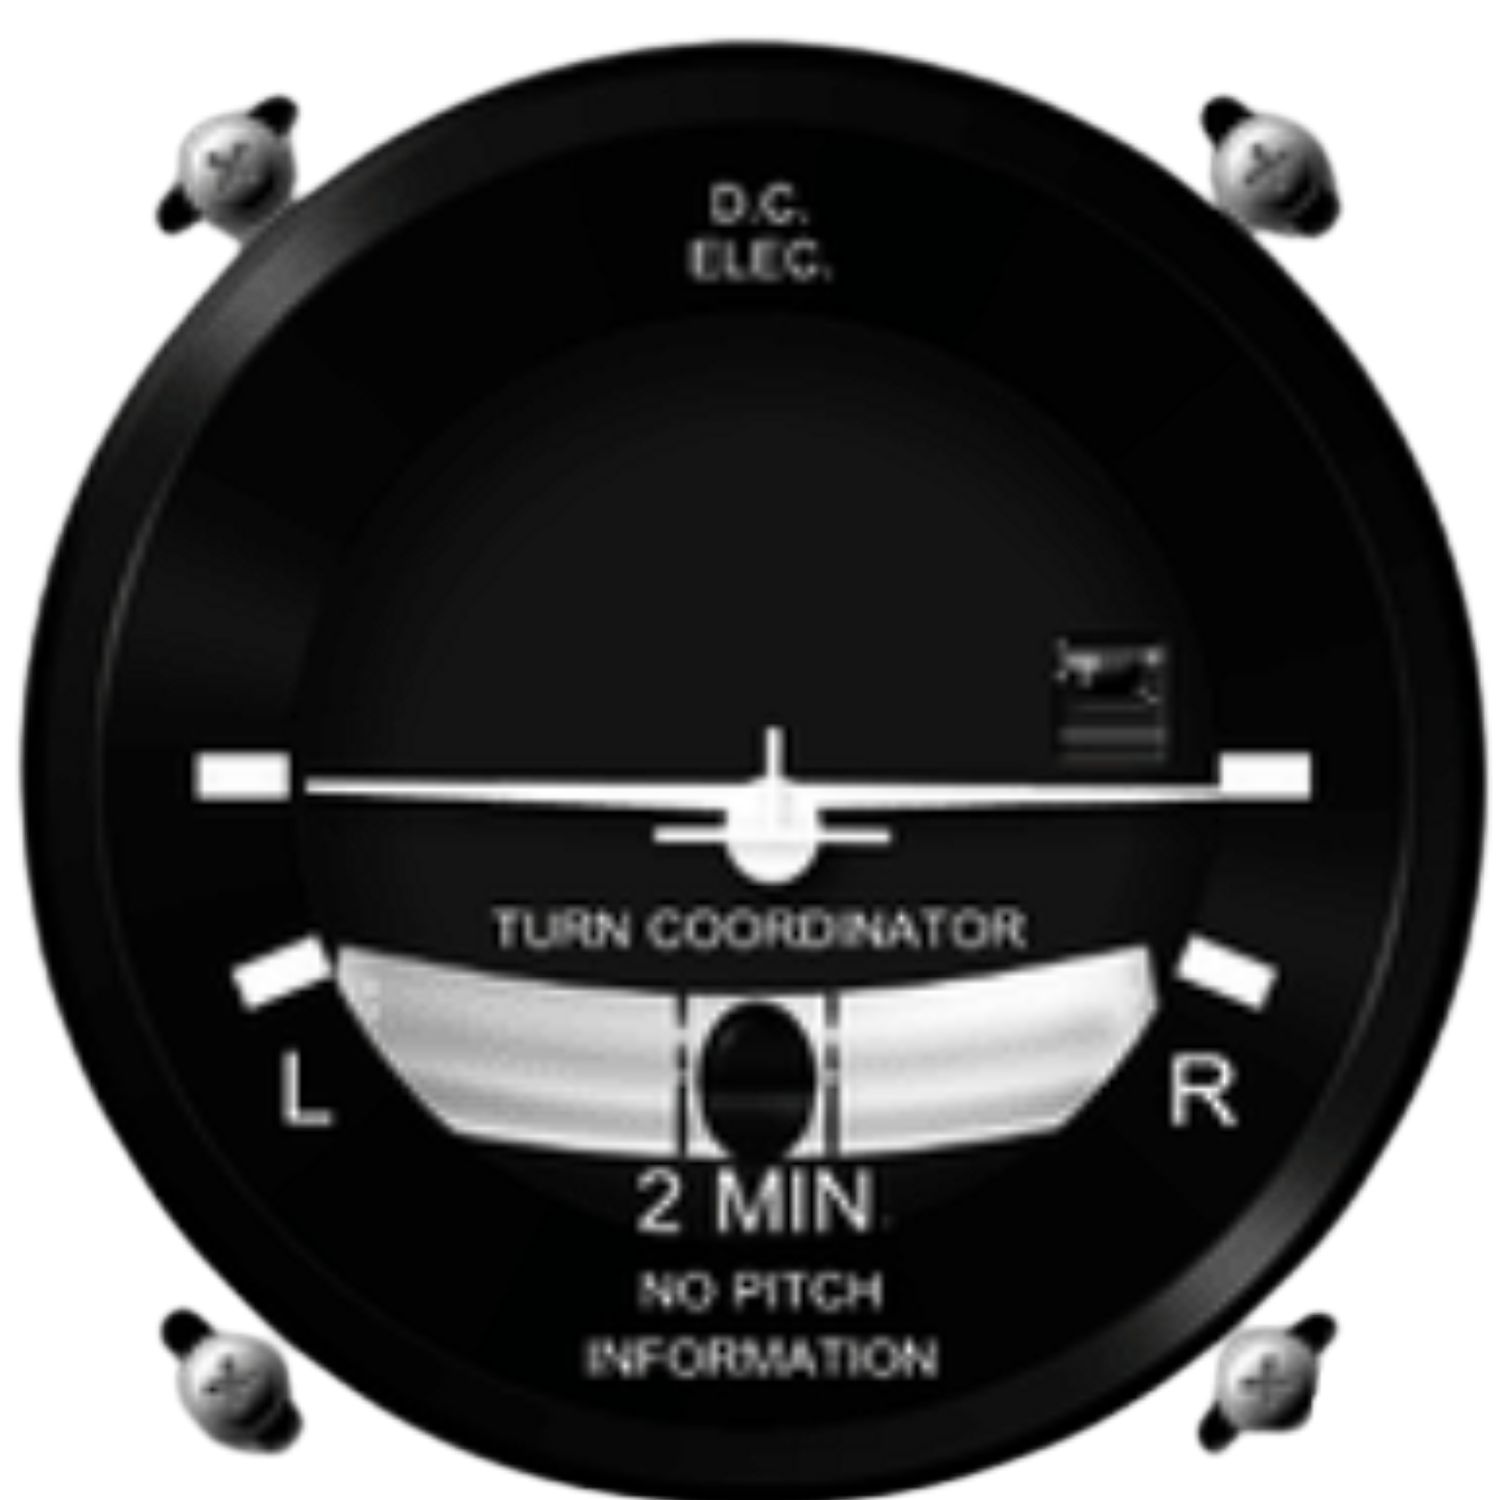 D.C.
ELEC.
TURN COORDINATOR
L
R
2 MIN.
NO PITCH
INFORMATION